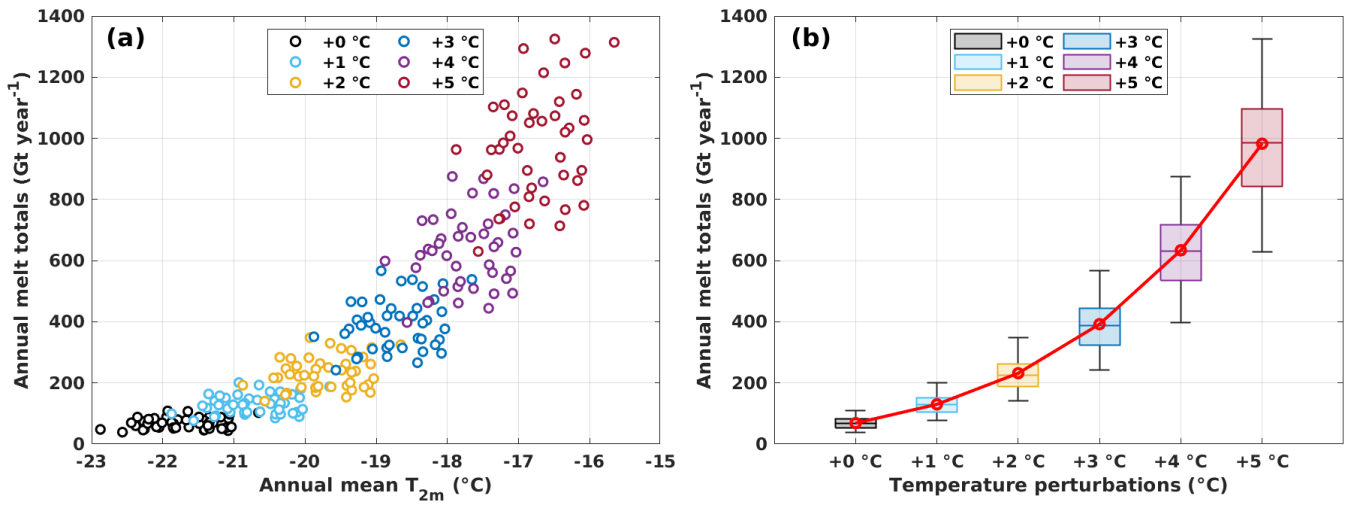 (a)
+0 °C +3 °C
+1 °C +4 °C
+2 °C +5 °C
Annual melt totals (Gt year-1)
1400
1200
1000
800
600
400
200
0
-23 -22 -21 -20 -19 -18 -17 -16 -15
Annual mean T2m (°C)
(b)
+0 °C +3 °C
+1 °C +4 °C
+2 °C +5 °C
Annual melt totals (Gt year-1)
1400
1200
1000
800
600
400
200
0
+0 °C +1 °C +2 °C +3 °C +4 °C +5 °C
Temperature perturbations (°C)